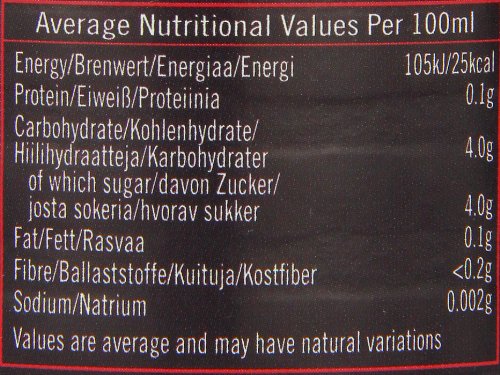 Average Nutritional Values Per 100ml
Energy/Brenwert/Energiaa/Energi 105kJ/25kcal
Protein/Eiweiß/Proteiinia 0.1g
Carbohydrate/Kohlenhydrate/
Hiilihydraatteja/Karbohydrater 4.0g
of which sugar/davon Zucker/
josta sokeria/hvorav sukker 4.0g
Fat/Fett/Rasvaa 0.1g
Fibre/Ballaststoffe/Kuituja/Kostfiber <0.2g
Sodium/Natrium 0.002g
Values are average and may have natural variations